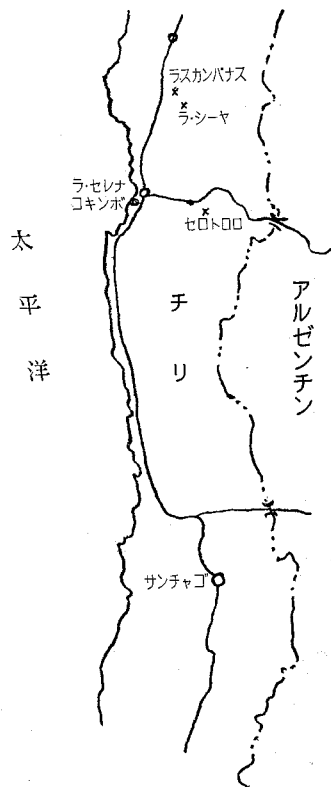 ラスカンパナス
ラ・シーヤ
ラ・セレナ
コキンボ
セロトロロ
太平洋
チリ
アルゼンチン
サンチャゴ